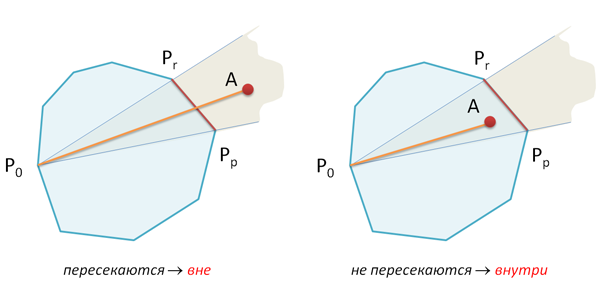 P₀
Pᵣ
A
Pₚ
пересекаются → вне
P₀
Pᵣ
A
Pₚ
не пересекаются → внутри